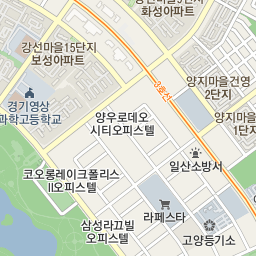 화성아파트
강선마을15단지
보성아파트
3호선
양지마을건영
2단지
경기영상
과학고등학교
양우로데오
시티오피스텔
양지마을
1단지
일산소방서
코오롱레이크폴리스
II오피스텔
라페스타
삼성라끄빌
오피스텔
고양등기소